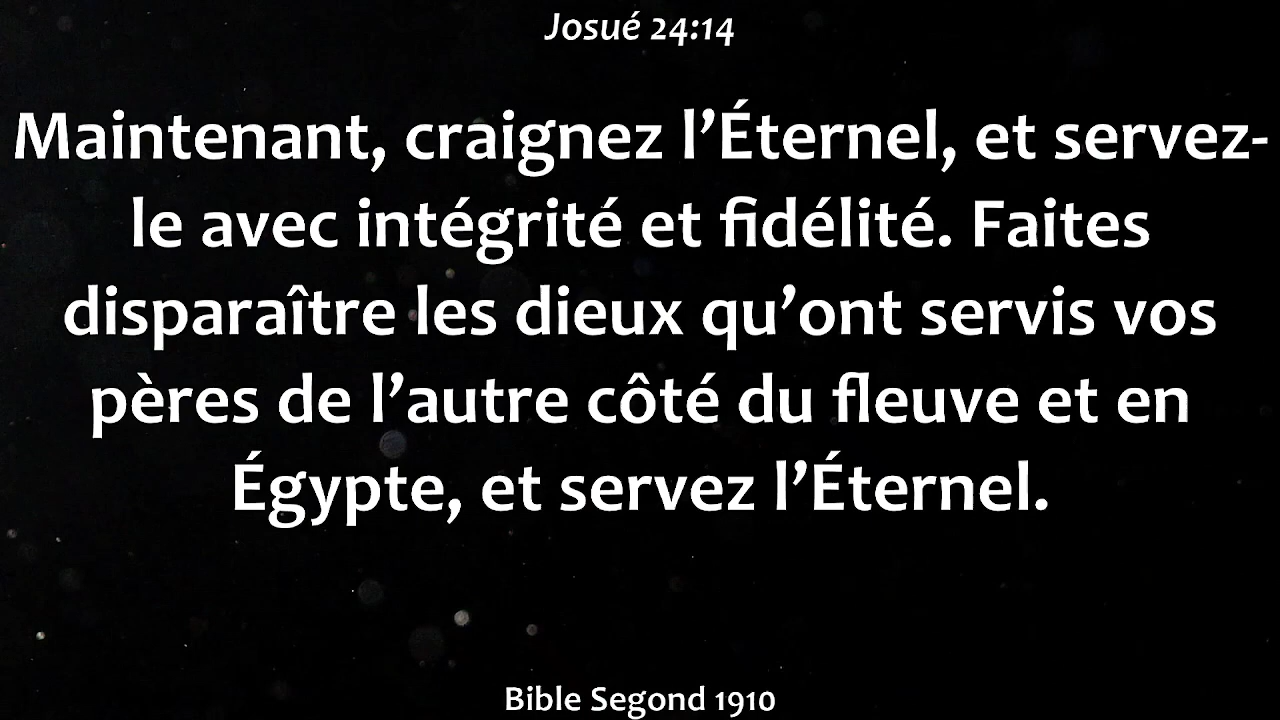 Josué 24:14
Maintenant, craignez l’Éternel, et servez-
le avec intégrité et fidélité. Faites
disparaître les dieux qu’ont servis vos
pères de l’autre côté du fleuve et en
Égypte, et servez l’Éternel.
Bible Segond 1910